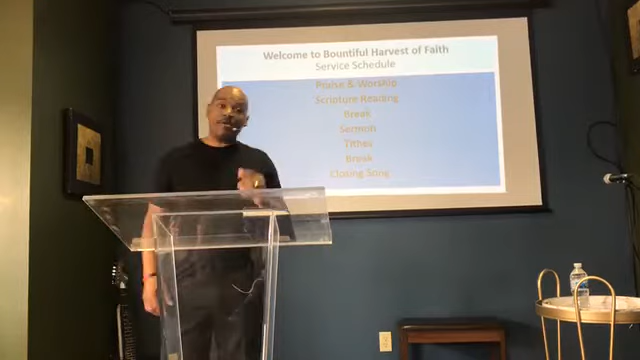 Welcome to Bountiful Harvest of Faith
Service Schedule
Praise & Worship
Scripture Reading
Break
Sermon
Tithes
Break
Closing Song